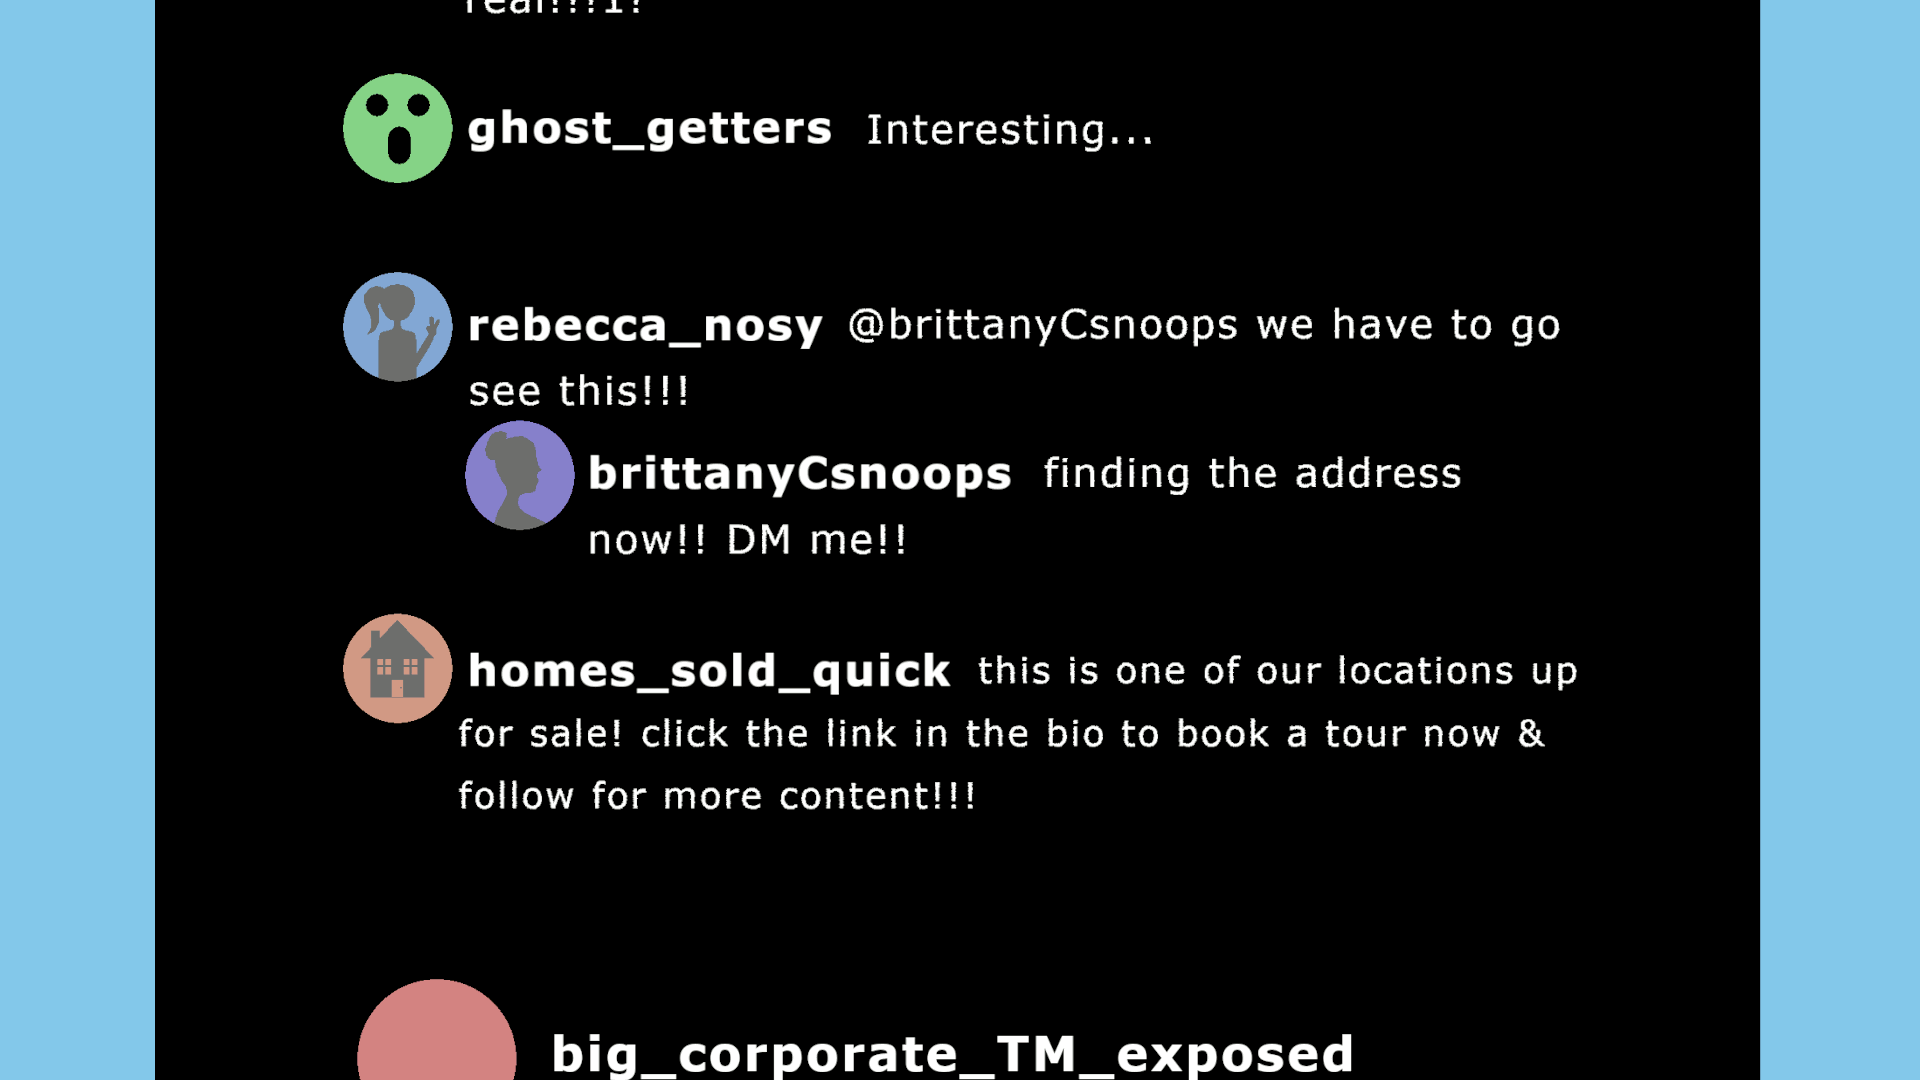 real!!!1!
ghost_getters Interesting...
rebecca_nosy @brittanyCsnoops we have to go
see this!!!
brittanyCsnoops finding the address
now!! DM me!!
homes_sold_quick this is one of our locations up
for sale! click the link in the bio to book a tour now &
follow for more content!!!
big_corporate_TM_exposed